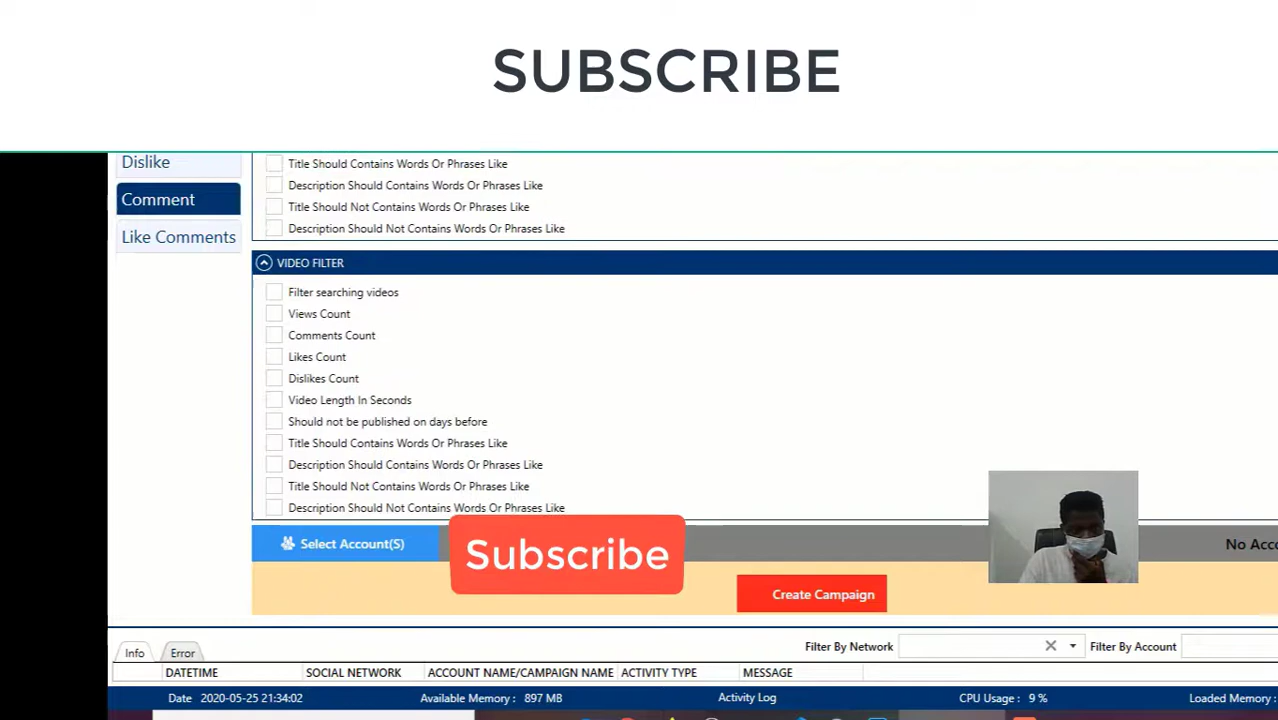 SUBSCRIBE
Dislike
Comment
Like Comments
Title Should Contains Words Or Phrases Like
Description Should Contains Words Or Phrases Like
Title Should Not Contains Words Or Phrases Like
Description Should Not Contains Words Or Phrases Like
VIDEO FILTER
Filter searching videos
Views Count
Comments Count
Likes Count
Dislikes Count
Video Length In Seconds
Should not be published on days before
Title Should Contains Words Or Phrases Like
Description Should Contains Words Or Phrases Like
Title Should Not Contains Words Or Phrases Like
Description Should Not Contains Words Or Phrases Like
Select Account(S) No Acco
Subscribe
Create Campaign
Info Error Filter By Network Filter By Account
DATETIME SOCIAL NETWORK ACCOUNT NAME/CAMPAIGN NAME ACTIVITY TYPE MESSAGE
Date 2020-05-25 21:34:02 Available Memory : 897 MB Activity Log CPU Usage : 9 % Loaded Memory :